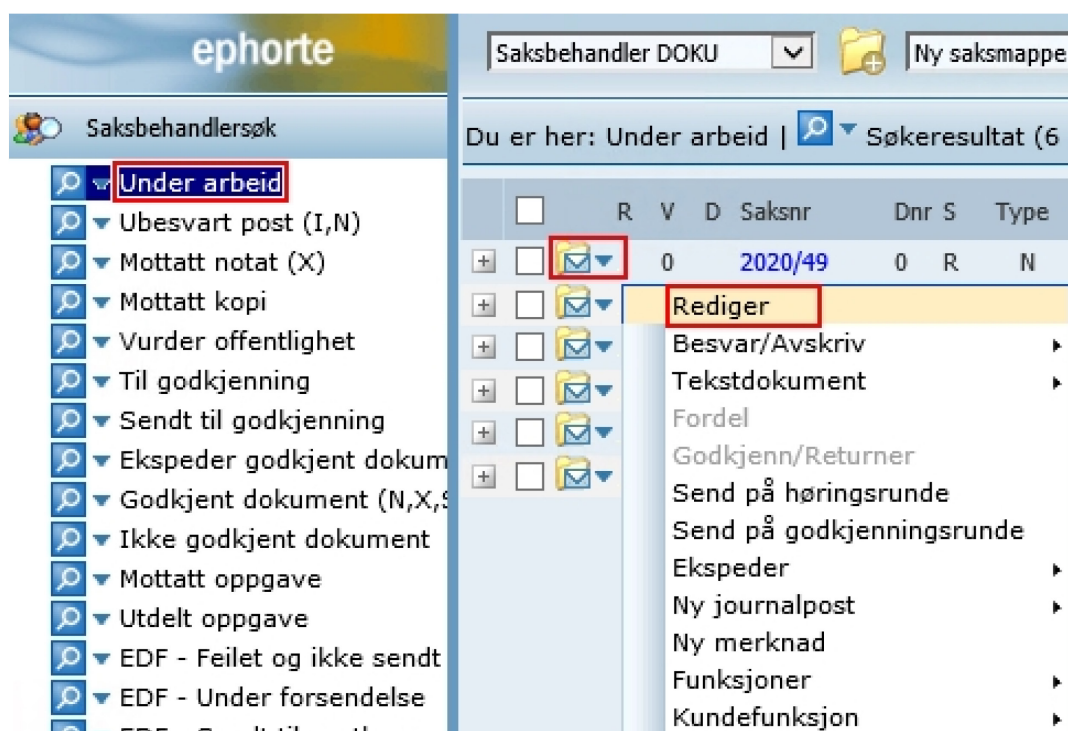 ephorte
Saksbehandler DOKU
Ny saksmappe
Saksbehandlersøk
Du er her: Under arbeid | Søkeresultat (6
Under arbeid
Ubesvart post (I,N)
Mottatt notat (X)
Mottatt kopi
Vurder offentlighet
Til godkjenning
Sendt til godkjenning
Ekspeder godkjent dokum
Godkjent dokument (N,X,S
Ikke godkjent dokument
Mottatt oppgave
Utdelt oppgave
EDF - Feilet og ikke sendt
EDF - Under forsendelse
R V D Saksnr Dnr S Type
0 2020/49 0 R N
Rediger
Besvar/Avskriv
Tekstdokument
Fordel
Godkjenn/Returner
Send på høringsrunde
Send på godkjenningsrunde
Ekspeder
Ny journalpost
Ny merknad
Funksjoner
Kundefunksjon